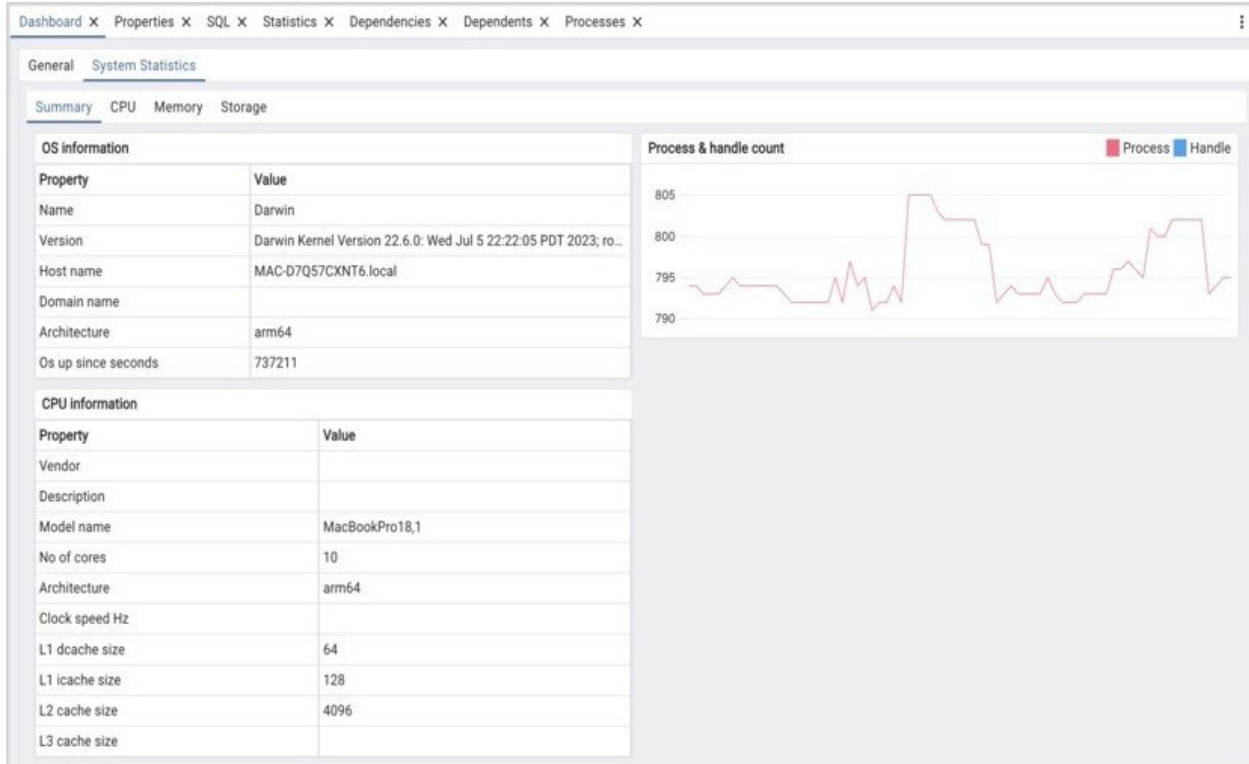 Dashboard X Properties X SQL X Statistics X Dependencies X Dependents X Processes X
General System Statistics
Summary CPU Memory Storage
OS information
Property Value
Name Darwin
Version Darwin Kernel Version 22.6.0: Wed Jul 5 22:22:05 PDT 2023; ro...
Host name MAC-D7Q57CXNT6.local
Domain name
Architecture arm64
Os up since seconds 737211
CPU information
Property Value
Vendor
Description
Model name MacBookPro18,1
No of cores 10
Architecture arm64
Clock speed Hz
L1 dcache size 64
L1 icache size 128
L2 cache size 4096
L3 cache size
Process & handle count Process Handle
805
800
795
790